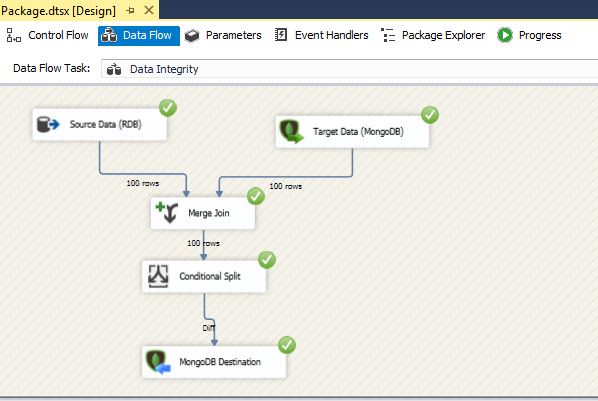 Package.dtsx [Design]
Control Flow
Data Flow
Parameters
Event Handlers
Package Explorer
Progress
Data Flow Task:
Data Integrity
Source Data (RDB)
Target Data (MongoDB)
100 rows
100 rows
Merge Join
100 rows
Conditional Split
Diff
MongoDB Destination